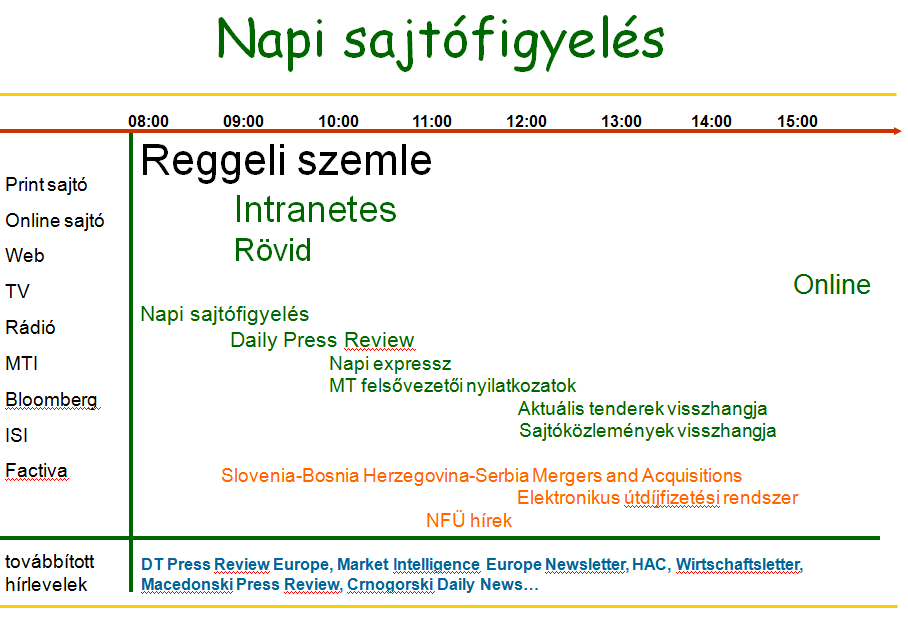 Napi sajtófigyelés
08:00 09:00 10:00 11:00 12:00 13:00 14:00 15:00
Reggeli szemle
Print sajtó
Intranetes
Online sajtó
Rövid
Web
Online
TV
Napi sajtófigyelés
Rádió
Daily Press Review
MTI
Napi expressz
MT felsővezetői nyilatkozatok
Bloomberg
Aktuális tenderek visszhangja
ISI
Sajtóközlemények visszhangja
Factiva
Slovenia-Bosnia Herzegovina-Serbia Mergers and Acquisitions
Elektronikus útdíjfizetési rendszer
NFÜ hírek
továbbított
hírlevelek
DT Press Review Europe, Market Intelligence Europe Newsletter, HAC, Wirtschaftsletter,
Macedonski Press Review, Crnogorski Daily News…